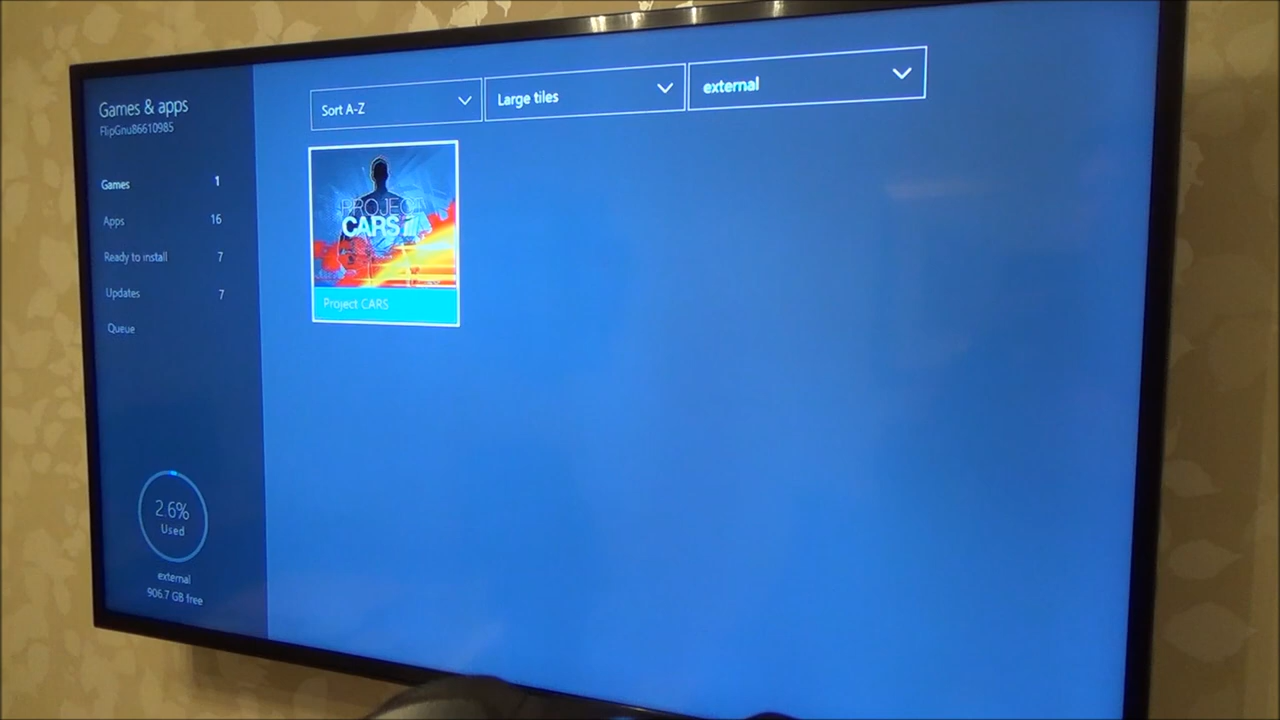 Games & apps
FlipGnu86610985
Games 1
Apps 16
Ready to install 7
Updates 7
Queue
2.6%
Used
external
906.7 GB free
Sort A-Z
Large tiles
external
PROJECT
CARS
Project CARS